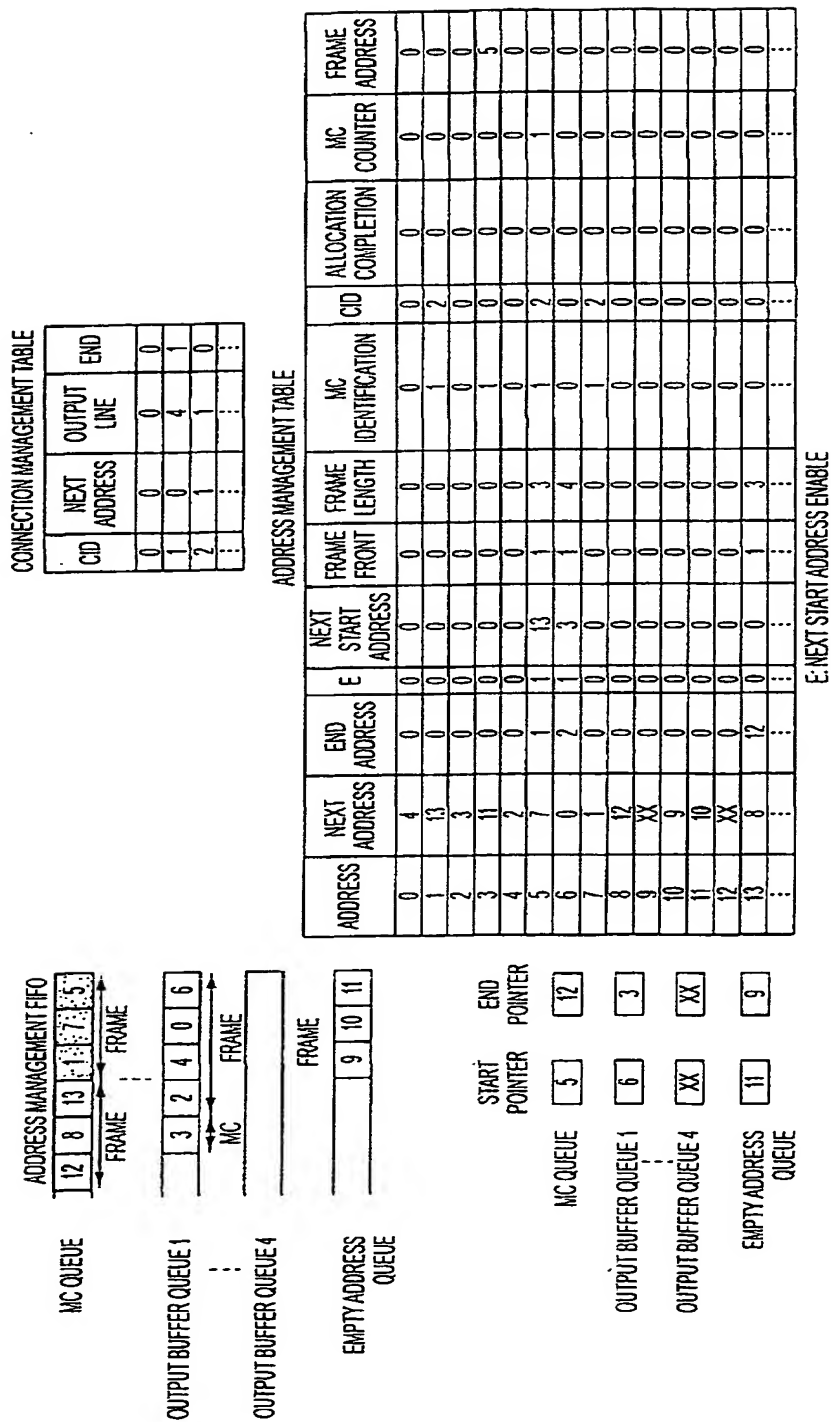 ADDRESS MANAGEMENT FIFO
MC QUEUE
12 8 13 1 7 5
FRAME FRAME
OUTPUT BUFFER QUEUE 1
3 2 4 0 6
MC FRAME
OUTPUT BUFFER QUEUE 4
FRAME
EMPTY ADDRESS QUEUE
9 10 11
START POINTER END POINTER
MC QUEUE 5 12
OUTPUT BUFFER QUEUE 1 6 3
OUTPUT BUFFER QUEUE 4 XX XX
EMPTY ADDRESS QUEUE 11 9
CONNECTION MANAGEMENT TABLE
CID NEXT ADDRESS OUTPUT LINE END
0 0 0 0
1 0 4 1
2 1 1 0
ADDRESS MANAGEMENT TABLE
ADDRESS NEXT ADDRESS END ADDRESS E NEXT START ADDRESS FRAME FRONT FRAME LENGTH MC IDENTIFICATION CID ALLOCATION COMPLETION MC COUNTER FRAME ADDRESS
0 4 0 0 0 0 0 0 0 0 0 0
1 13 0 0 0 0 0 1 2 0 0 0
2 3 0 0 0 0 0 0 0 0 0 0
3 11 0 0 0 0 0 1 0 0 0 5
4 2 0 0 0 0 0 0 0 0 0 0
5 7 1 1 13 1 3 1 2 0 1 0
6 0 2 1 3 1 4 0 0 0 0 0
7 1 0 0 0 0 0 1 2 0 0 0
8 12 0 0 0 0 0 0 0 0 0 0
9 XX 0 0 0 0 0 0 0 0 0 0
10 9 0 0 0 0 0 0 0 0 0 0
11 10 0 0 0 0 0 0 0 0 0 0
12 XX 0 0 0 0 0 0 0 0 0 0
13 8 12 0 0 1 3 0 0 0 0 0
E: NEXT START ADDRESS ENABLE